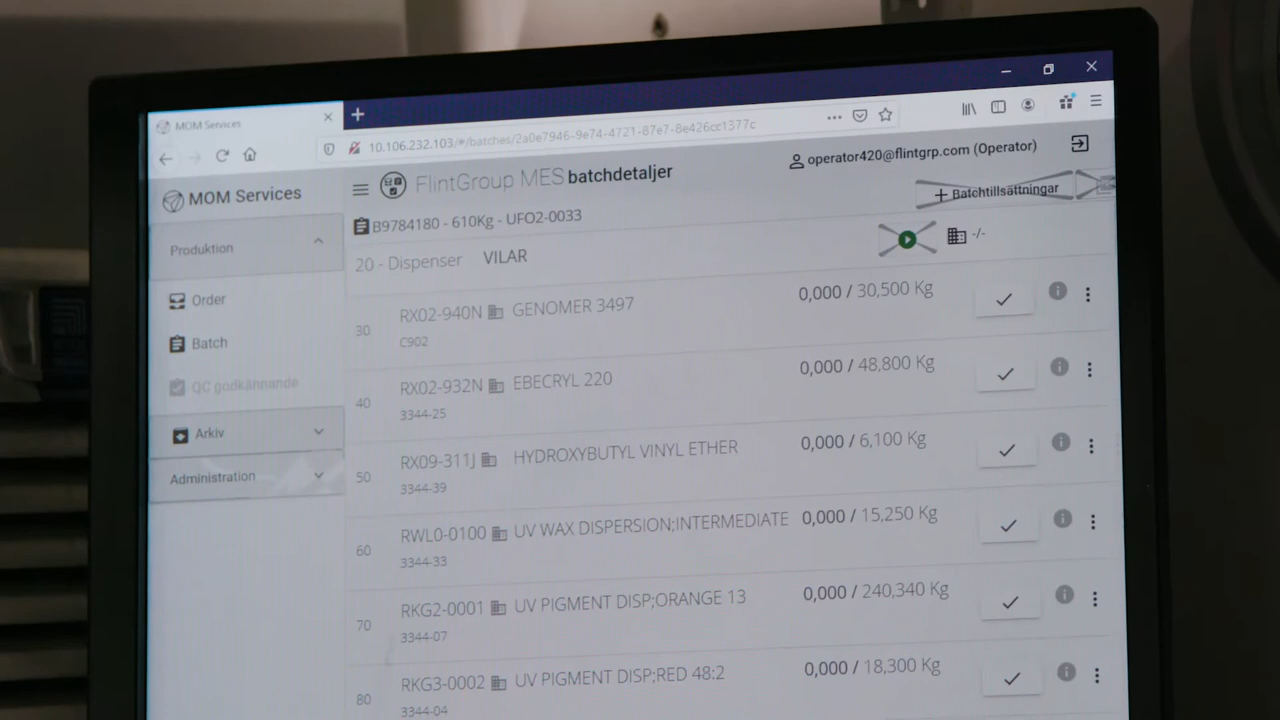 MOM Services
10.106.232.103/#/batches/2a0e7946-9e74-4721-87e7-8e426cc1377c
MOM Services
FlintGroup MES batchdetaljer
operator420@flintgrp.com (Operator)
+ Batchtillsättningar
Produktion
Order
Batch
QC godkännande
Arkiv
Administration
B9784180 - 610Kg - UFO2-0033
20 - Dispenser VILAR
-/-
30 RX02-940N GENOMER 3497 0,000 / 30,500 Kg
C902
40 RX02-932N EBECRYL 220 0,000 / 48,800 Kg
3344-25
50 RX09-311J HYDROXYBUTYL VINYL ETHER 0,000 / 6,100 Kg
3344-39
60 RWL0-0100 UV WAX DISPERSION;INTERMEDIATE 0,000 / 15,250 Kg
3344-33
70 RKG2-0001 UV PIGMENT DISP;ORANGE 13 0,000 / 240,340 Kg
3344-07
80 RKG3-0002 UV PIGMENT DISP;RED 48:2 0,000 / 18,300 Kg
3344-04